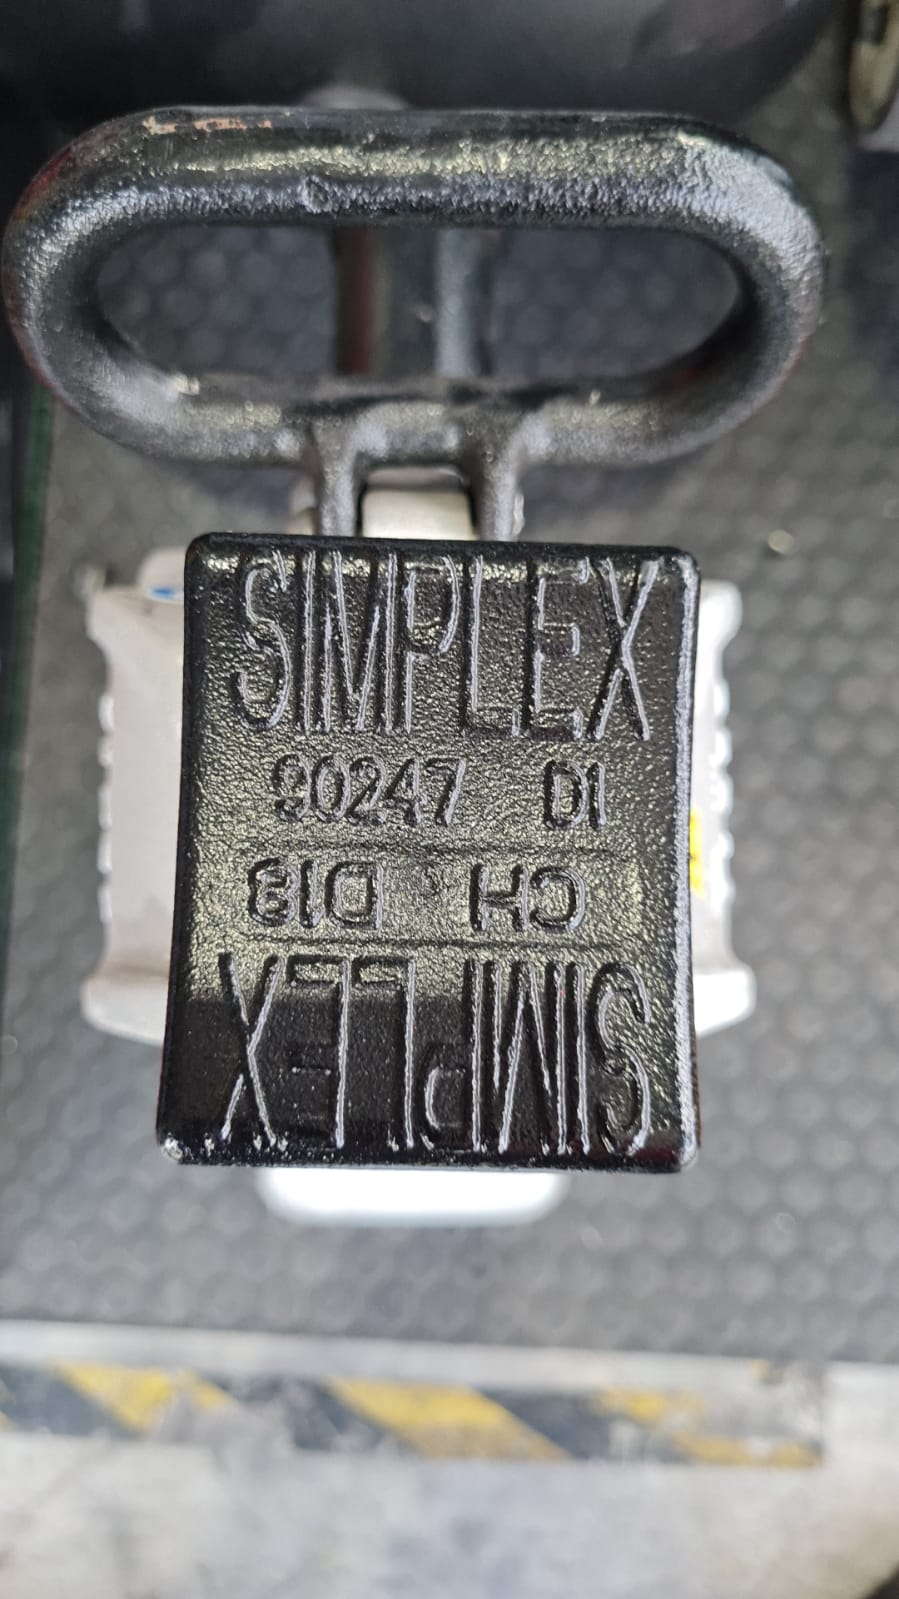 SIMPLEX
90247 D1
CH D13
SIMPLEX